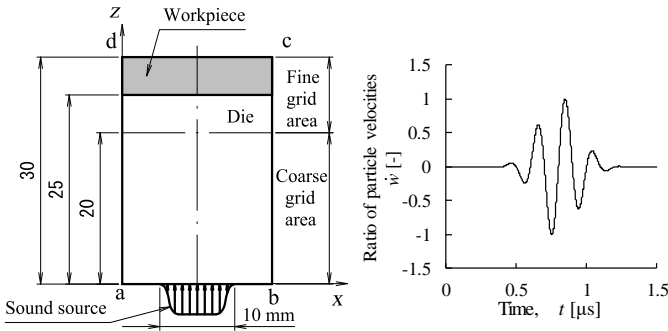 z
Workpiece
d
c
Fine
grid
area
Die
Coarse
grid
area
30
25
20
a
b
x
Sound source
10 mm
Ratio of particle velocities
ẇ [-]
1.5
1
0.5
0
-0.5
-1
-1.5
0
0.5
1.0
1.5
Time, t [μs]